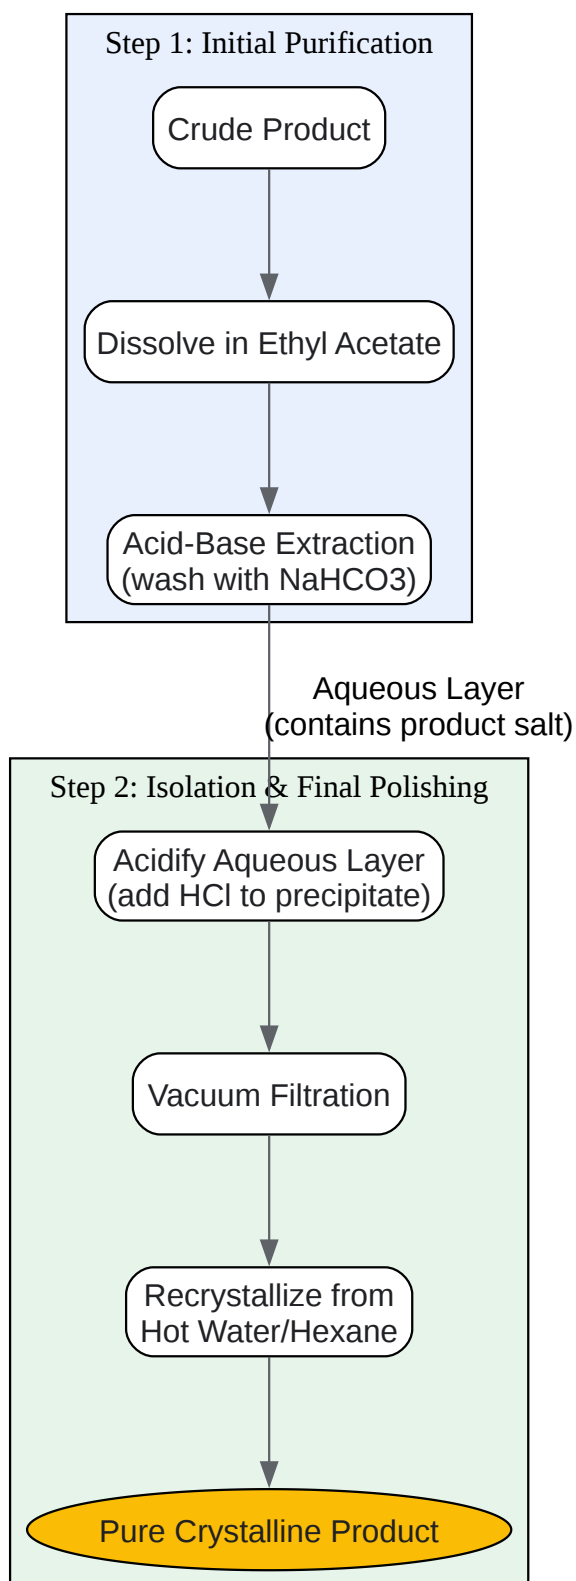 Step 1: Initial Purification
Crude Product
Dissolve in Ethyl Acetate
Acid-Base Extraction
(wash with NaHCO3)
Aqueous Layer
(contains product salt)
Step 2: Isolation & Final Polishing
Acidify Aqueous Layer
(add HCl to precipitate)
Vacuum Filtration
Recrystallize from
Hot Water/Hexane
Pure Crystalline Product